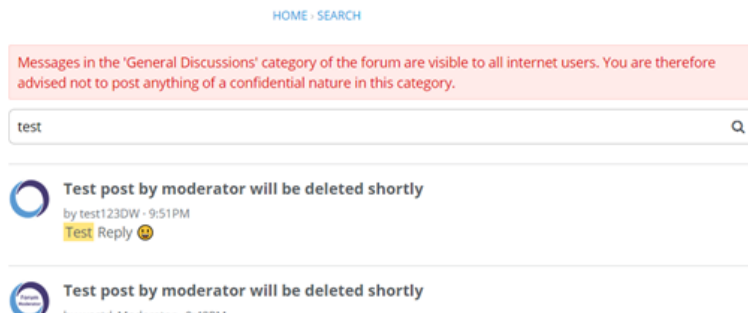 HOME › SEARCH
Messages in the 'General Discussions' category of the forum are visible to all internet users. You are therefore
advised not to post anything of a confidential nature in this category.
test
Test post by moderator will be deleted shortly
by test123DW - 9:51PM
Test Reply 😀
Test post by moderator will be deleted shortly
Forum
Moderator